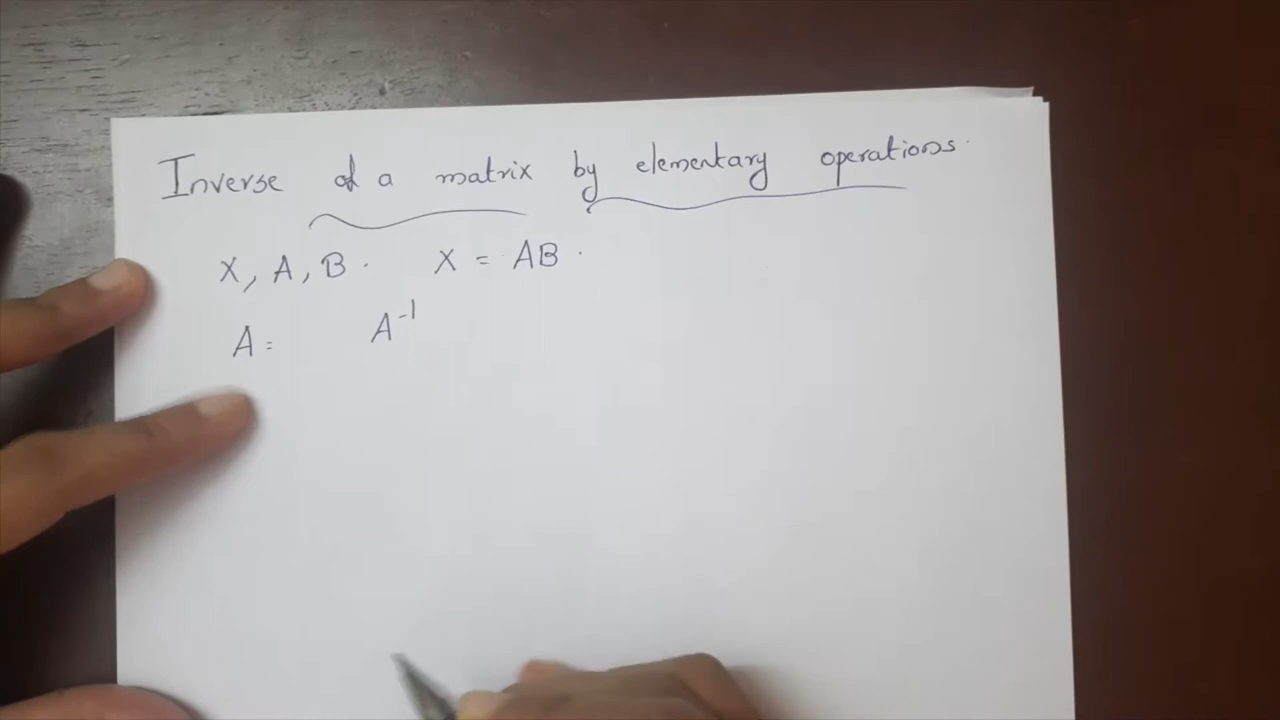 Inverse of a matrix by elementary operations.
X, A, B. X = AB.
A = A⁻¹